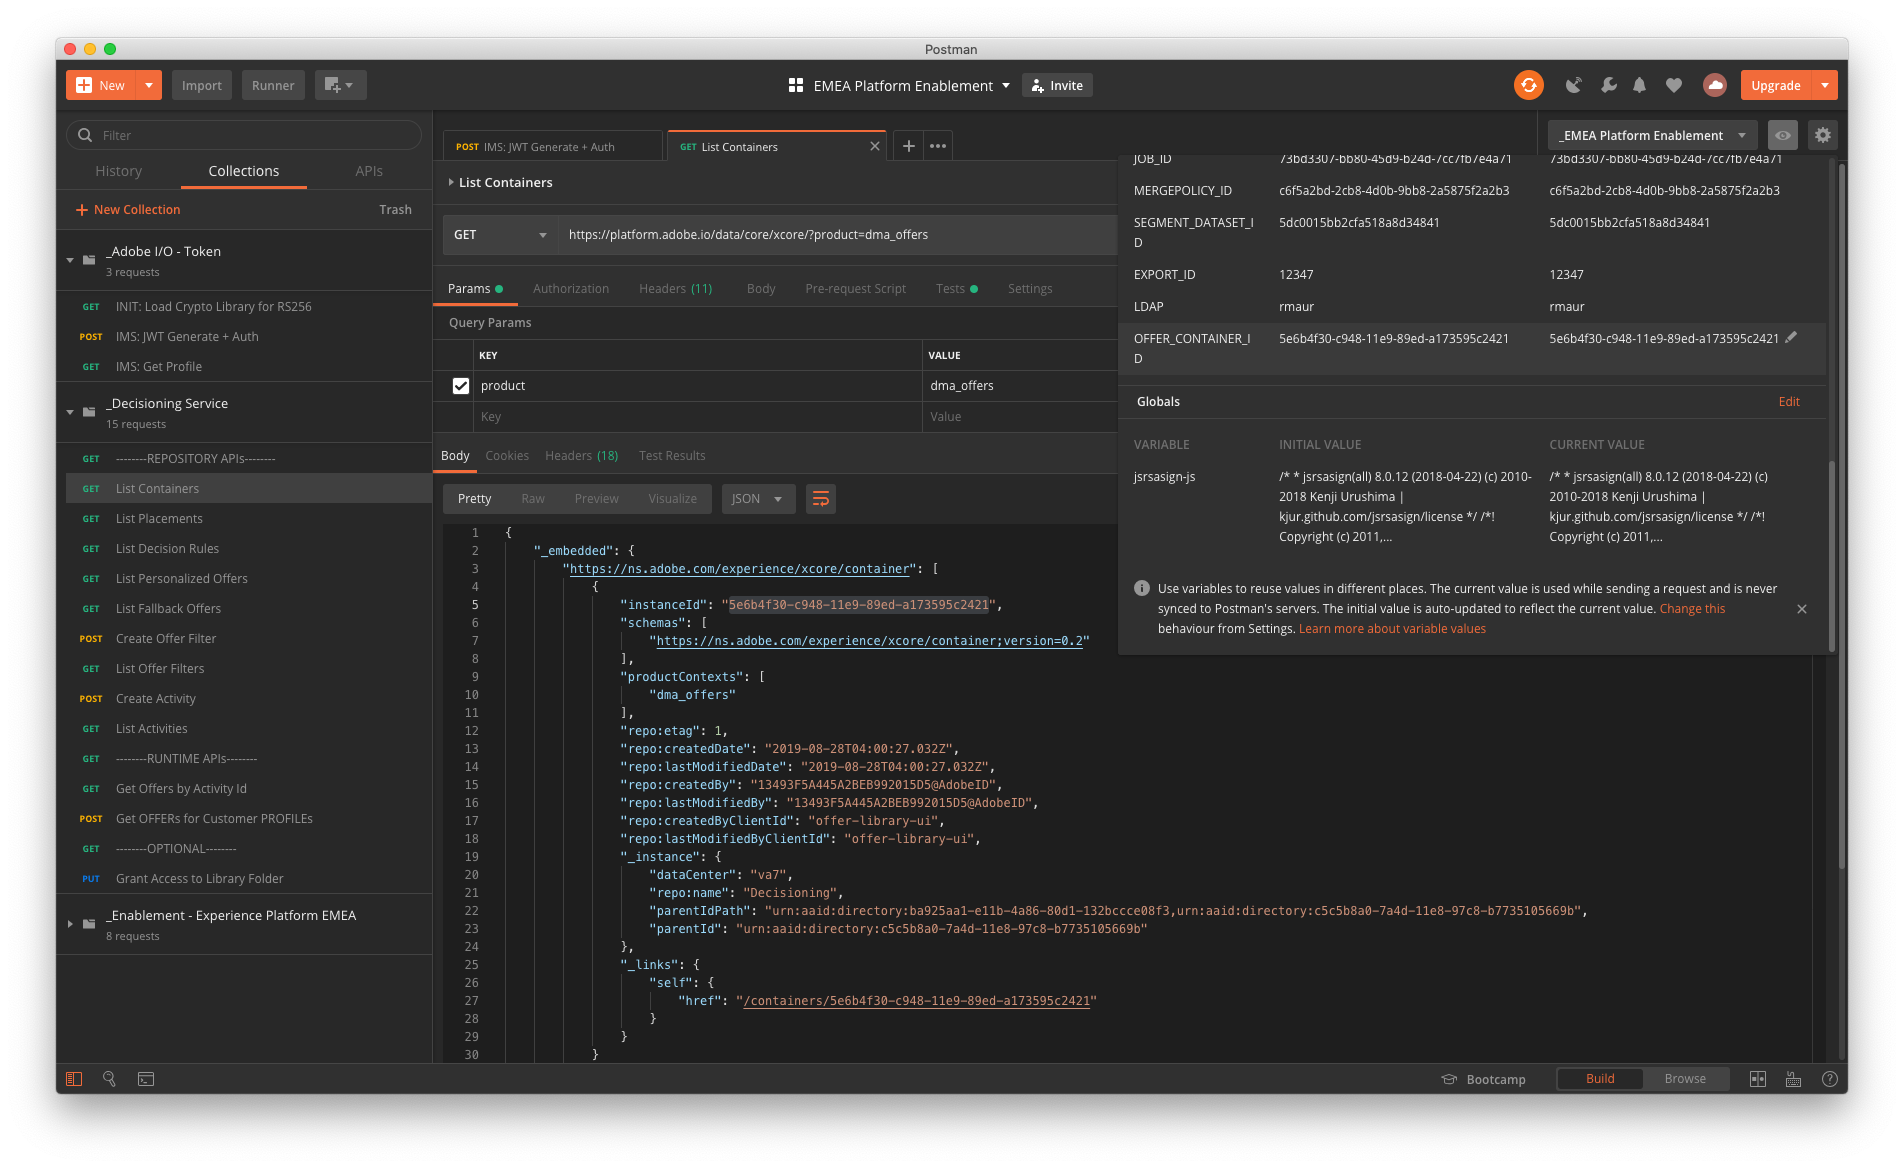 Postman
New
Import
Runner
EMEA Platform Enablement
Invite
Upgrade
Filter
History
Collections
APIs
New Collection
Trash
_Adobe I/O - Token
3 requests
GET INIT: Load Crypto Library for RS256
POST IMS: JWT Generate + Auth
GET IMS: Get Profile
_Decisioning Service
15 requests
GET --------REPOSITORY APIs--------
GET List Containers
GET List Placements
GET List Decision Rules
GET List Personalized Offers
GET List Fallback Offers
POST Create Offer Filter
GET List Offer Filters
POST Create Activity
GET List Activities
GET --------RUNTIME APIs--------
GET Get Offers by Activity Id
POST Get OFFERs for Customer PROFILEs
GET --------OPTIONAL--------
PUT Grant Access to Library Folder
_Enablement - Experience Platform EMEA
8 requests
POST IMS: JWT Generate + Auth
GET List Containers
_EMEA Platform Enablement
List Containers
GET
https://platform.adobe.io/data/core/xcore/?product=dma_offers
Params
Authorization
Headers (11)
Body
Pre-request Script
Tests
Settings
Query Params
KEY VALUE
product dma_offers
Key Value
Body Cookies Headers (18) Test Results
Pretty Raw Preview Visualize JSON
1 {
2 "_embedded": {
3 "https://ns.adobe.com/experience/xcore/container": [
4 {
5 "instanceId": "5e6b4f30-c948-11e9-89ed-a173595c2421",
6 "schemas": [
7 "https://ns.adobe.com/experience/xcore/container;version=0.2"
8 ],
9 "productContexts": [
10 "dma_offers"
11 ],
12 "repo:etag": 1,
13 "repo:createdDate": "2019-08-28T04:00:27.032Z",
14 "repo:lastModifiedDate": "2019-08-28T04:00:27.032Z",
15 "repo:createdBy": "13493F5A445A2BEB992015D5@AdobeID",
16 "repo:lastModifiedBy": "13493F5A445A2BEB992015D5@AdobeID",
17 "repo:createdByClientId": "offer-library-ui",
18 "repo:lastModifiedByClientId": "offer-library-ui",
19 "_instance": {
20 "dataCenter": "va7",
21 "repo:name": "Decisioning",
22 "parentIdPath": "urn:aaid:directory:ba925aa1-e11b-4a86-80d1-132bccce08f3,urn:aaid:directory:c5c5b8a0-7a4d-11e8-97c8-b7735105669b",
23 "parentId": "urn:aaid:directory:c5c5b8a0-7a4d-11e8-97c8-b7735105669b"
24 },
25 "_links": {
26 "self": {
27 "href": "/containers/5e6b4f30-c948-11e9-89ed-a173595c2421"
28 }
29 }
30 }
JOB_ID 73bd3307-bb80-45d9-b24d-7cc7fb7e4a71 73bd3307-bb80-45d9-b24d-7cc7fb7e4a71
MERGEPOLICY_ID c6f5a2bd-2cb8-4d0b-9bb8-2a5875f2a2b3 c6f5a2bd-2cb8-4d0b-9bb8-2a5875f2a2b3
SEGMENT_DATASET_I 5dc0015bb2cfa518a8d34841 5dc0015bb2cfa518a8d34841
D
EXPORT_ID 12347 12347
LDAP rmaur rmaur
OFFER_CONTAINER_I 5e6b4f30-c948-11e9-89ed-a173595c2421 5e6b4f30-c948-11e9-89ed-a173595c2421
D
Globals Edit
VARIABLE INITIAL VALUE CURRENT VALUE
jsrsasign-js /* * jsrsasign(all) 8.0.12 (2018-04-22) (c) 2010- /* * jsrsasign(all) 8.0.12 (2018-04-22) (c)
2018 Kenji Urushima | 2010-2018 Kenji Urushima |
kjur.github.com/jsrsasign/license */ /*! kjur.github.com/jsrsasign/license */ /*!
Copyright (c) 2011,... Copyright (c) 2011,...
Use variables to reuse values in different places. The current value is used while sending a request and is never
synced to Postman's servers. The initial value is auto-updated to reflect the current value. Change this
behaviour from Settings. Learn more about variable values
Bootcamp
Build
Browse